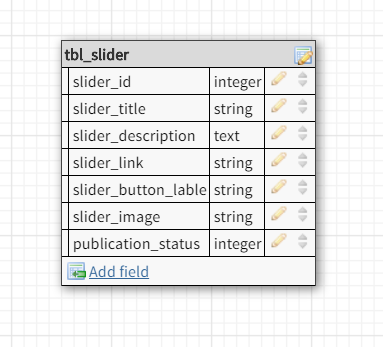 tbl_slider
slider_id integer
slider_title string
slider_description text
slider_link string
slider_button_lable string
slider_image string
publication_status integer
Add field